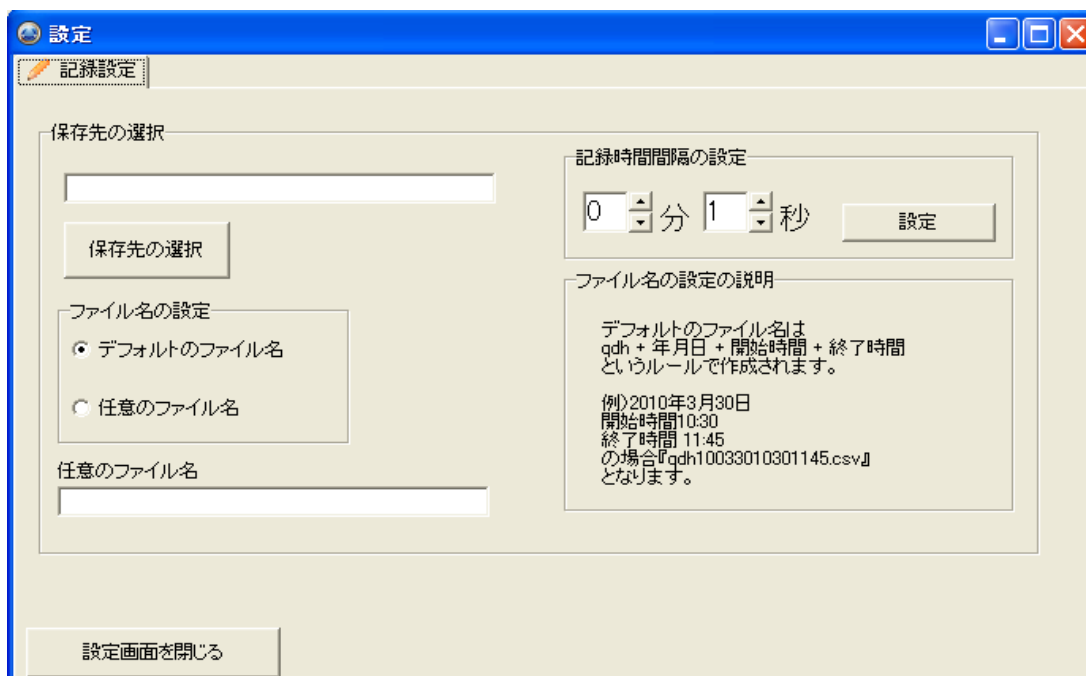 設定
記録設定
保存先の選択
保存先の選択
ファイル名の設定
デフォルトのファイル名
任意のファイル名
任意のファイル名
記録時間間隔の設定
0 分 1 秒 設定
ファイル名の設定の説明
デフォルトのファイル名は
qdh + 年月日 + 開始時間 + 終了時間
というルールで作成されます。
例)2010年3月30日
開始時間10:30
終了時間 11:45
の場合『qdh10033010301145.csv』
となります。
設定画面を閉じる